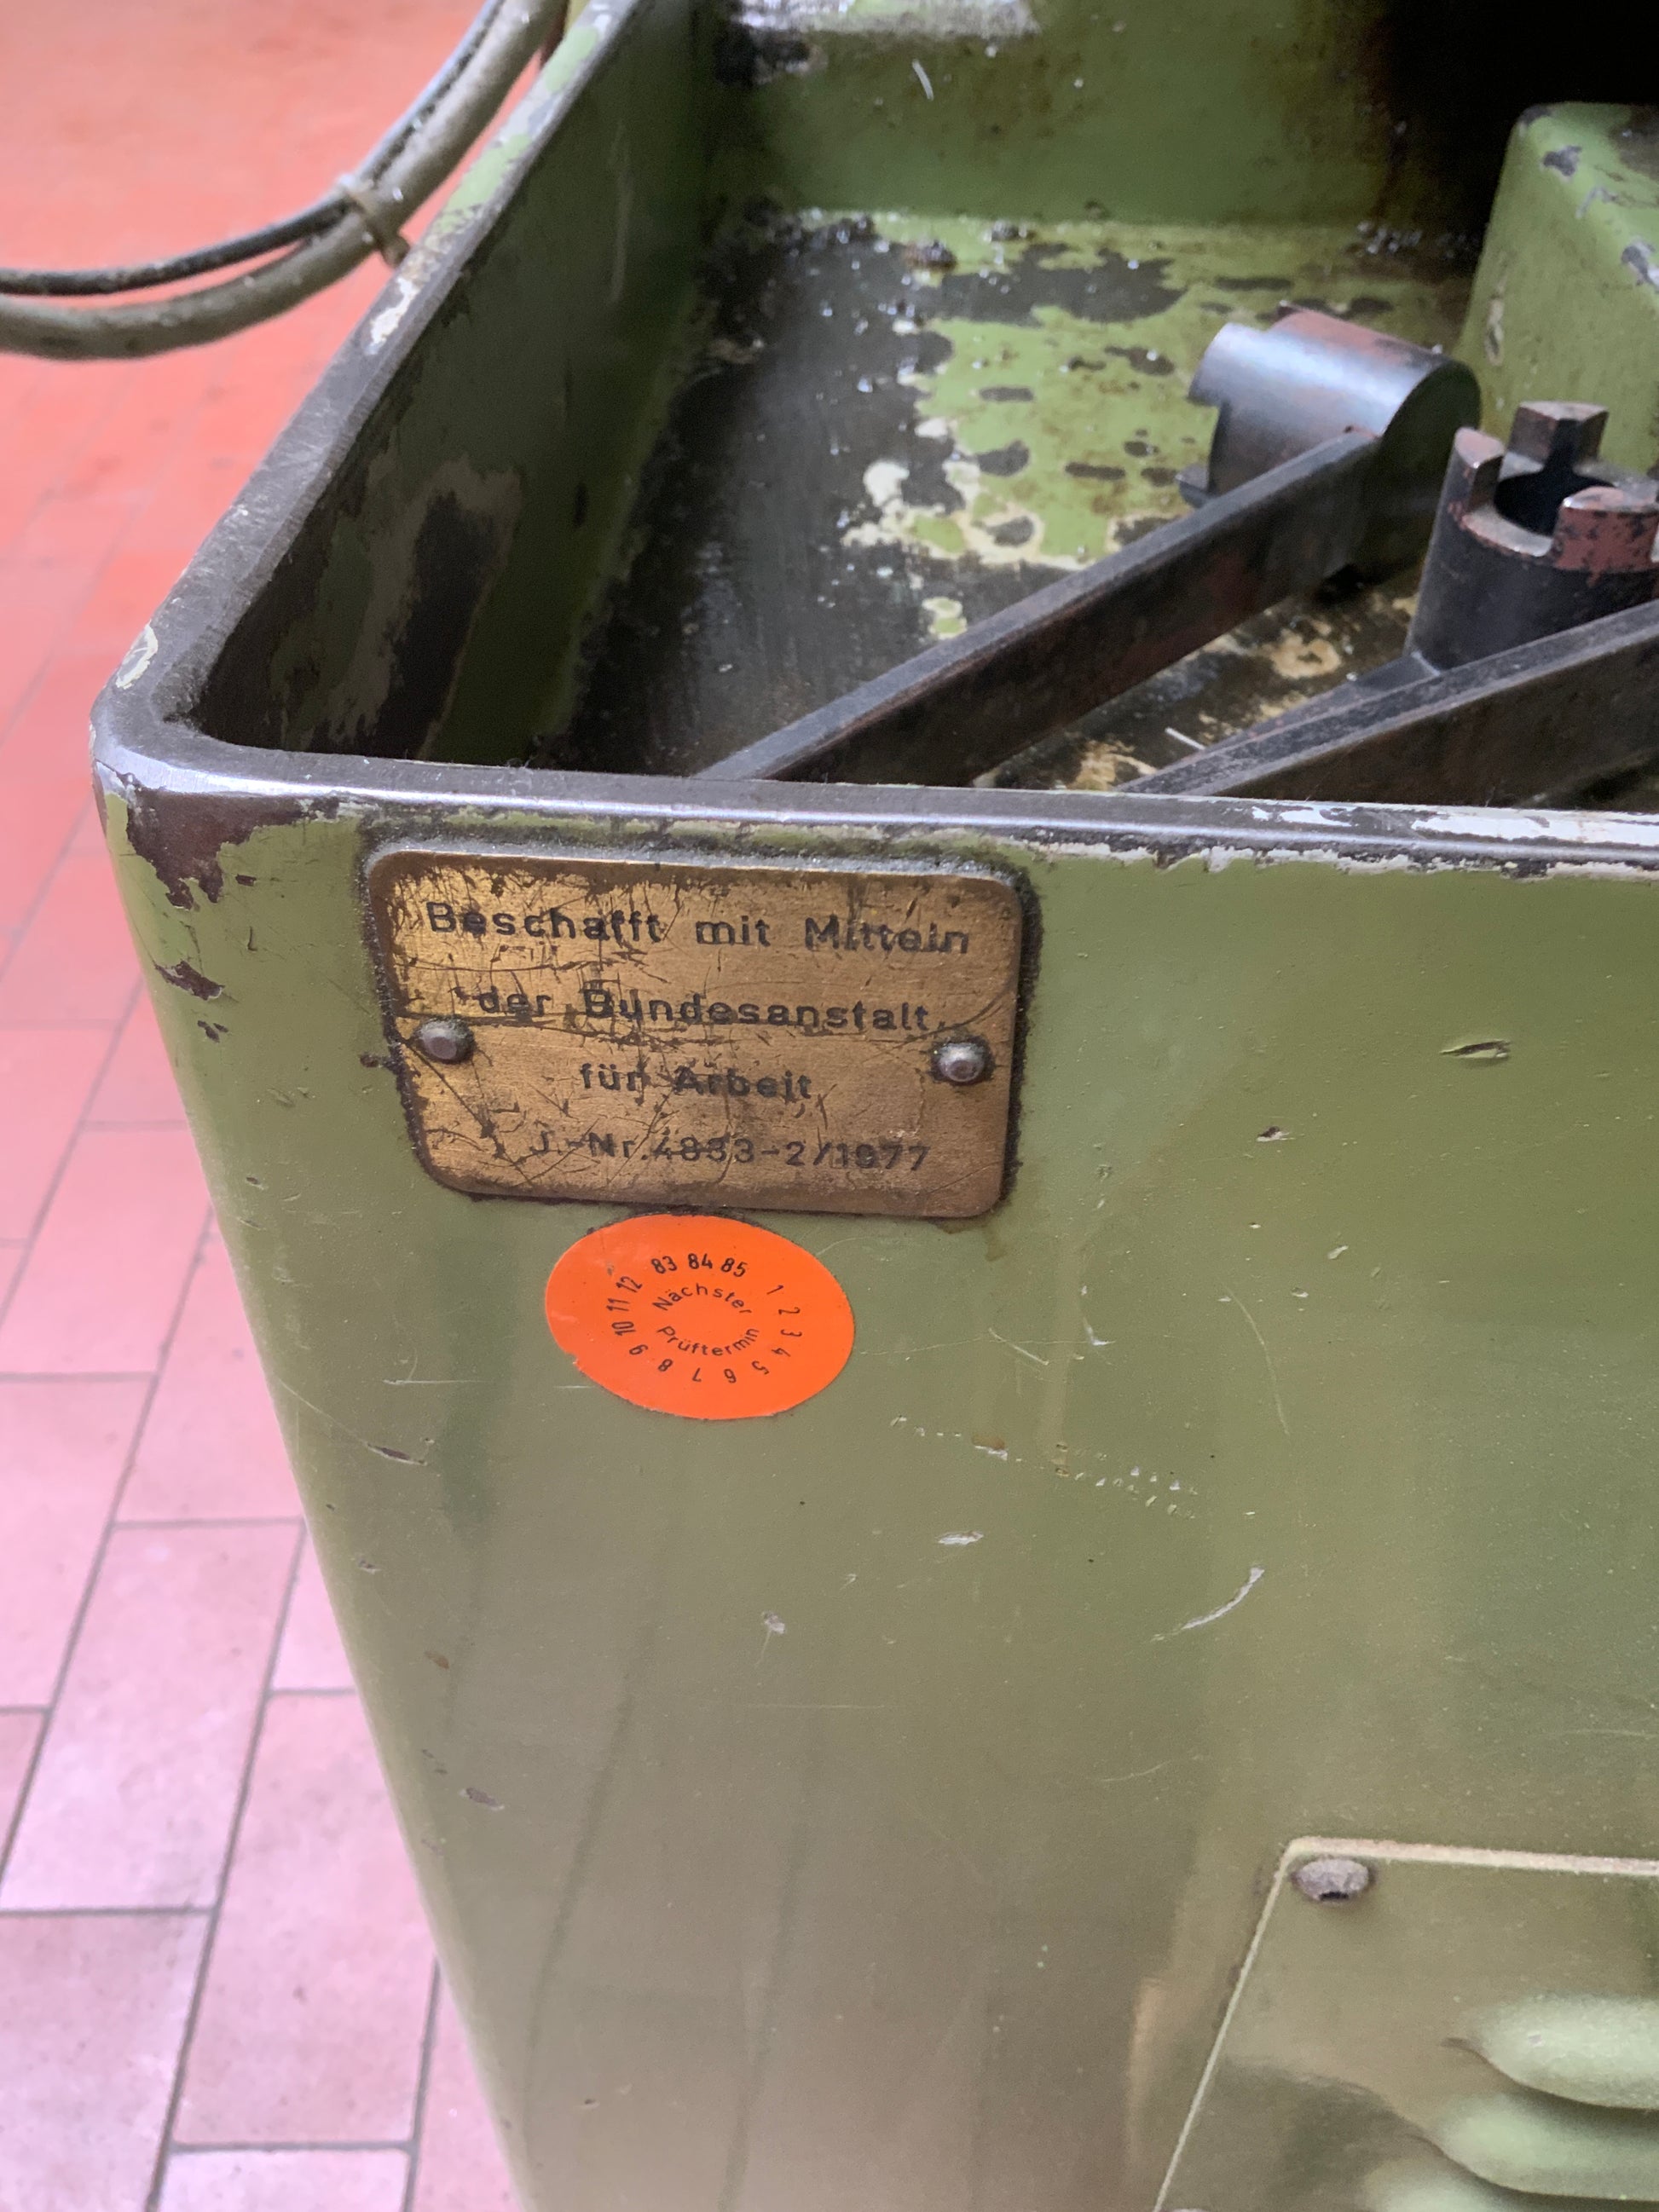 Beschafft mit Mitteln
der Bundesanstalt
für Arbeit
J.-Nr. 4833-2/1977
83 84 85 1 2 3 4 5 6 7 8 9 10 11 12
Nächster
Prüftermin